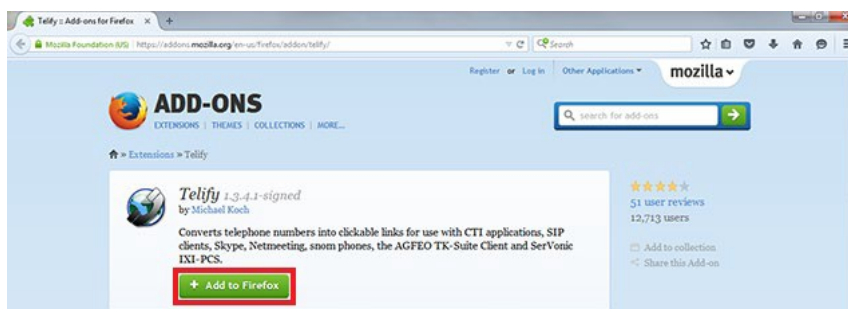 Telify :: Add-ons for Firefox × +
Mozilla Foundation (US) https://addons.mozilla.org/en-us/firefox/addon/telify/ Search
Register or Log in Other Applications mozilla
ADD-ONS
EXTENSIONS | THEMES | COLLECTIONS | MORE...
search for add-ons
» Extensions » Telify
Telify 1.3.4.1-signed
by Michael Koch
Converts telephone numbers into clickable links for use with CTI applications, SIP
clients, Skype, Netmeeting, snom phones, the AGFEO TK-Suite Client and SerVonic
IXI-PCS.
+ Add to Firefox
51 user reviews
12,713 users
Add to collection
Share this Add-on